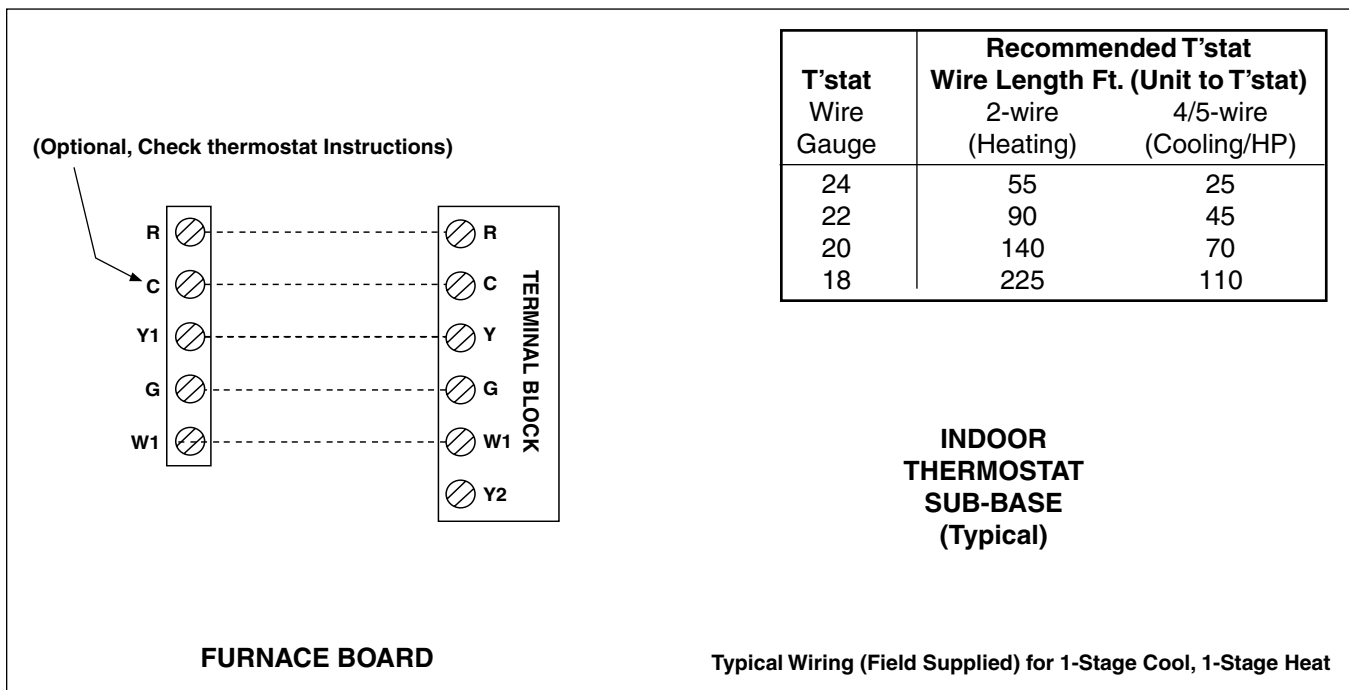 (Optional, Check thermostat Instructions)
R
C
Y1
G
W1
R
C
Y
G
W1
Y2
TERMINAL BLOCK
FURNACE BOARD
Recommended T'stat
T'stat Wire Length Ft. (Unit to T'stat)
Wire 2-wire 4/5-wire
Gauge (Heating) (Cooling/HP)
24 55 25
22 90 45
20 140 70
18 225 110
INDOOR
THERMOSTAT
SUB-BASE
(Typical)
Typical Wiring (Field Supplied) for 1-Stage Cool, 1-Stage Heat